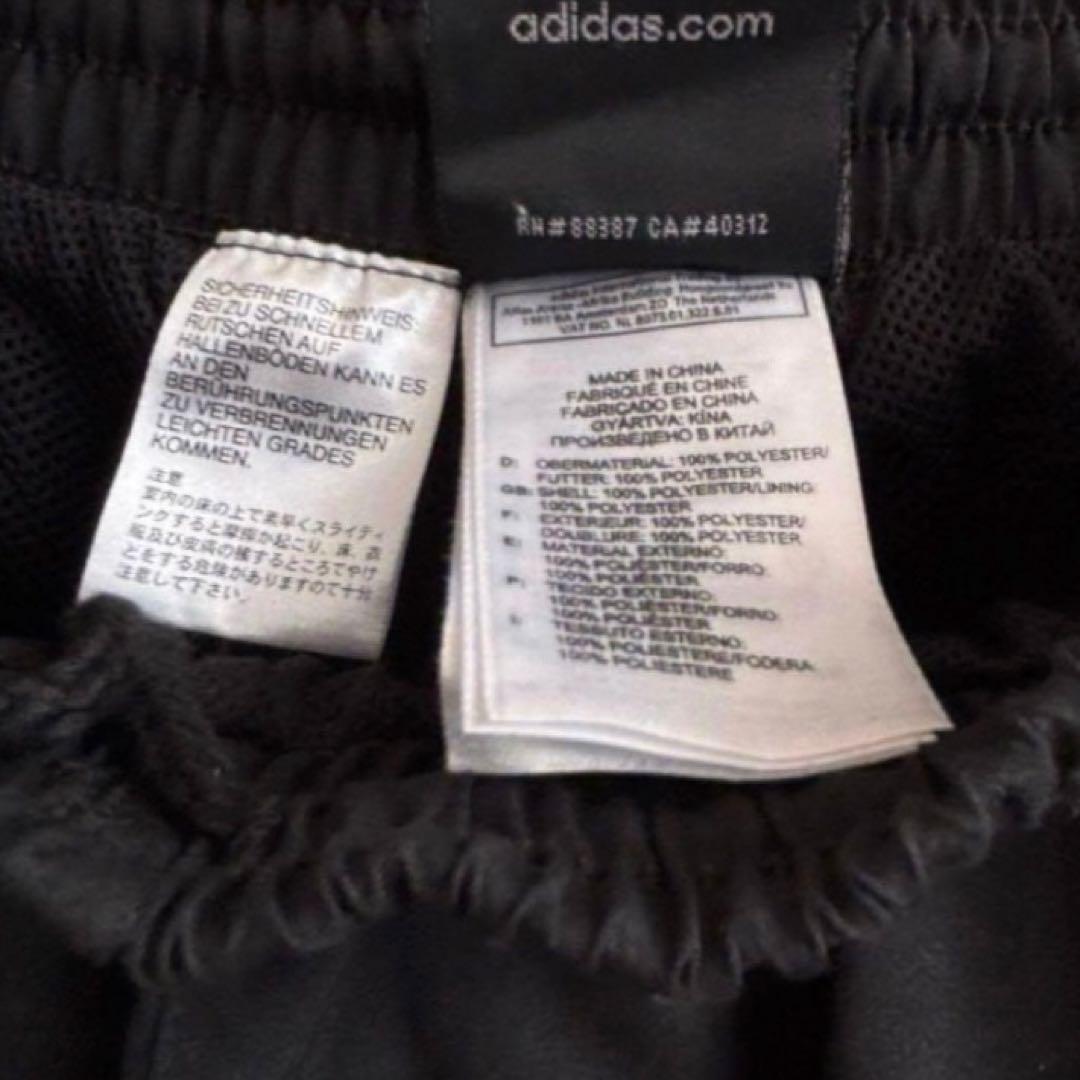 adidas.com
RN#88387 CA#40312
SICHERHEITSHINWEIS:
BEI ZU SCHNELLEM
RUTSCHEN AUF
HALLENBÖDEN KANN ES
AN DEN
BERÜHRUNGSPUNKTEN
ZU VERBRENNUNGEN
LEICHTEN GRADES
KOMMEN.
注意
室内の床の上で素早くスライディ
ングすると摩擦が起こり、床、衣
服及び皮膚の接するところでやけ
どをする危険がありますので十分
注意して下さい。
The Netherlands
VAT NO. NL
MADE IN CHINA
FABRIQUÉ EN CHINE
FABRICADO EN CHINA
GYÁRTVA: KÍNA
ПРОИЗВЕДЕНО В КИТАЙ
D: OBERMATERIAL: 100% POLYESTER/
FUTTER: 100% POLYESTER
GB: SHELL: 100% POLYESTER/LINING:
100% POLYESTER
F: EXTERIEUR: 100% POLYESTER/
DOUBLURE: 100% POLYESTER
E: MATERIAL EXTERNO:
100% POLIÉSTER/FORRO:
100% POLIÉSTER
P: TECIDO EXTERNO:
100% POLIÉSTER/FORRO:
100% POLIÉSTER
I: TESSUTO ESTERNO:
100% POLIESTERE/FODERA:
100% POLIESTERE